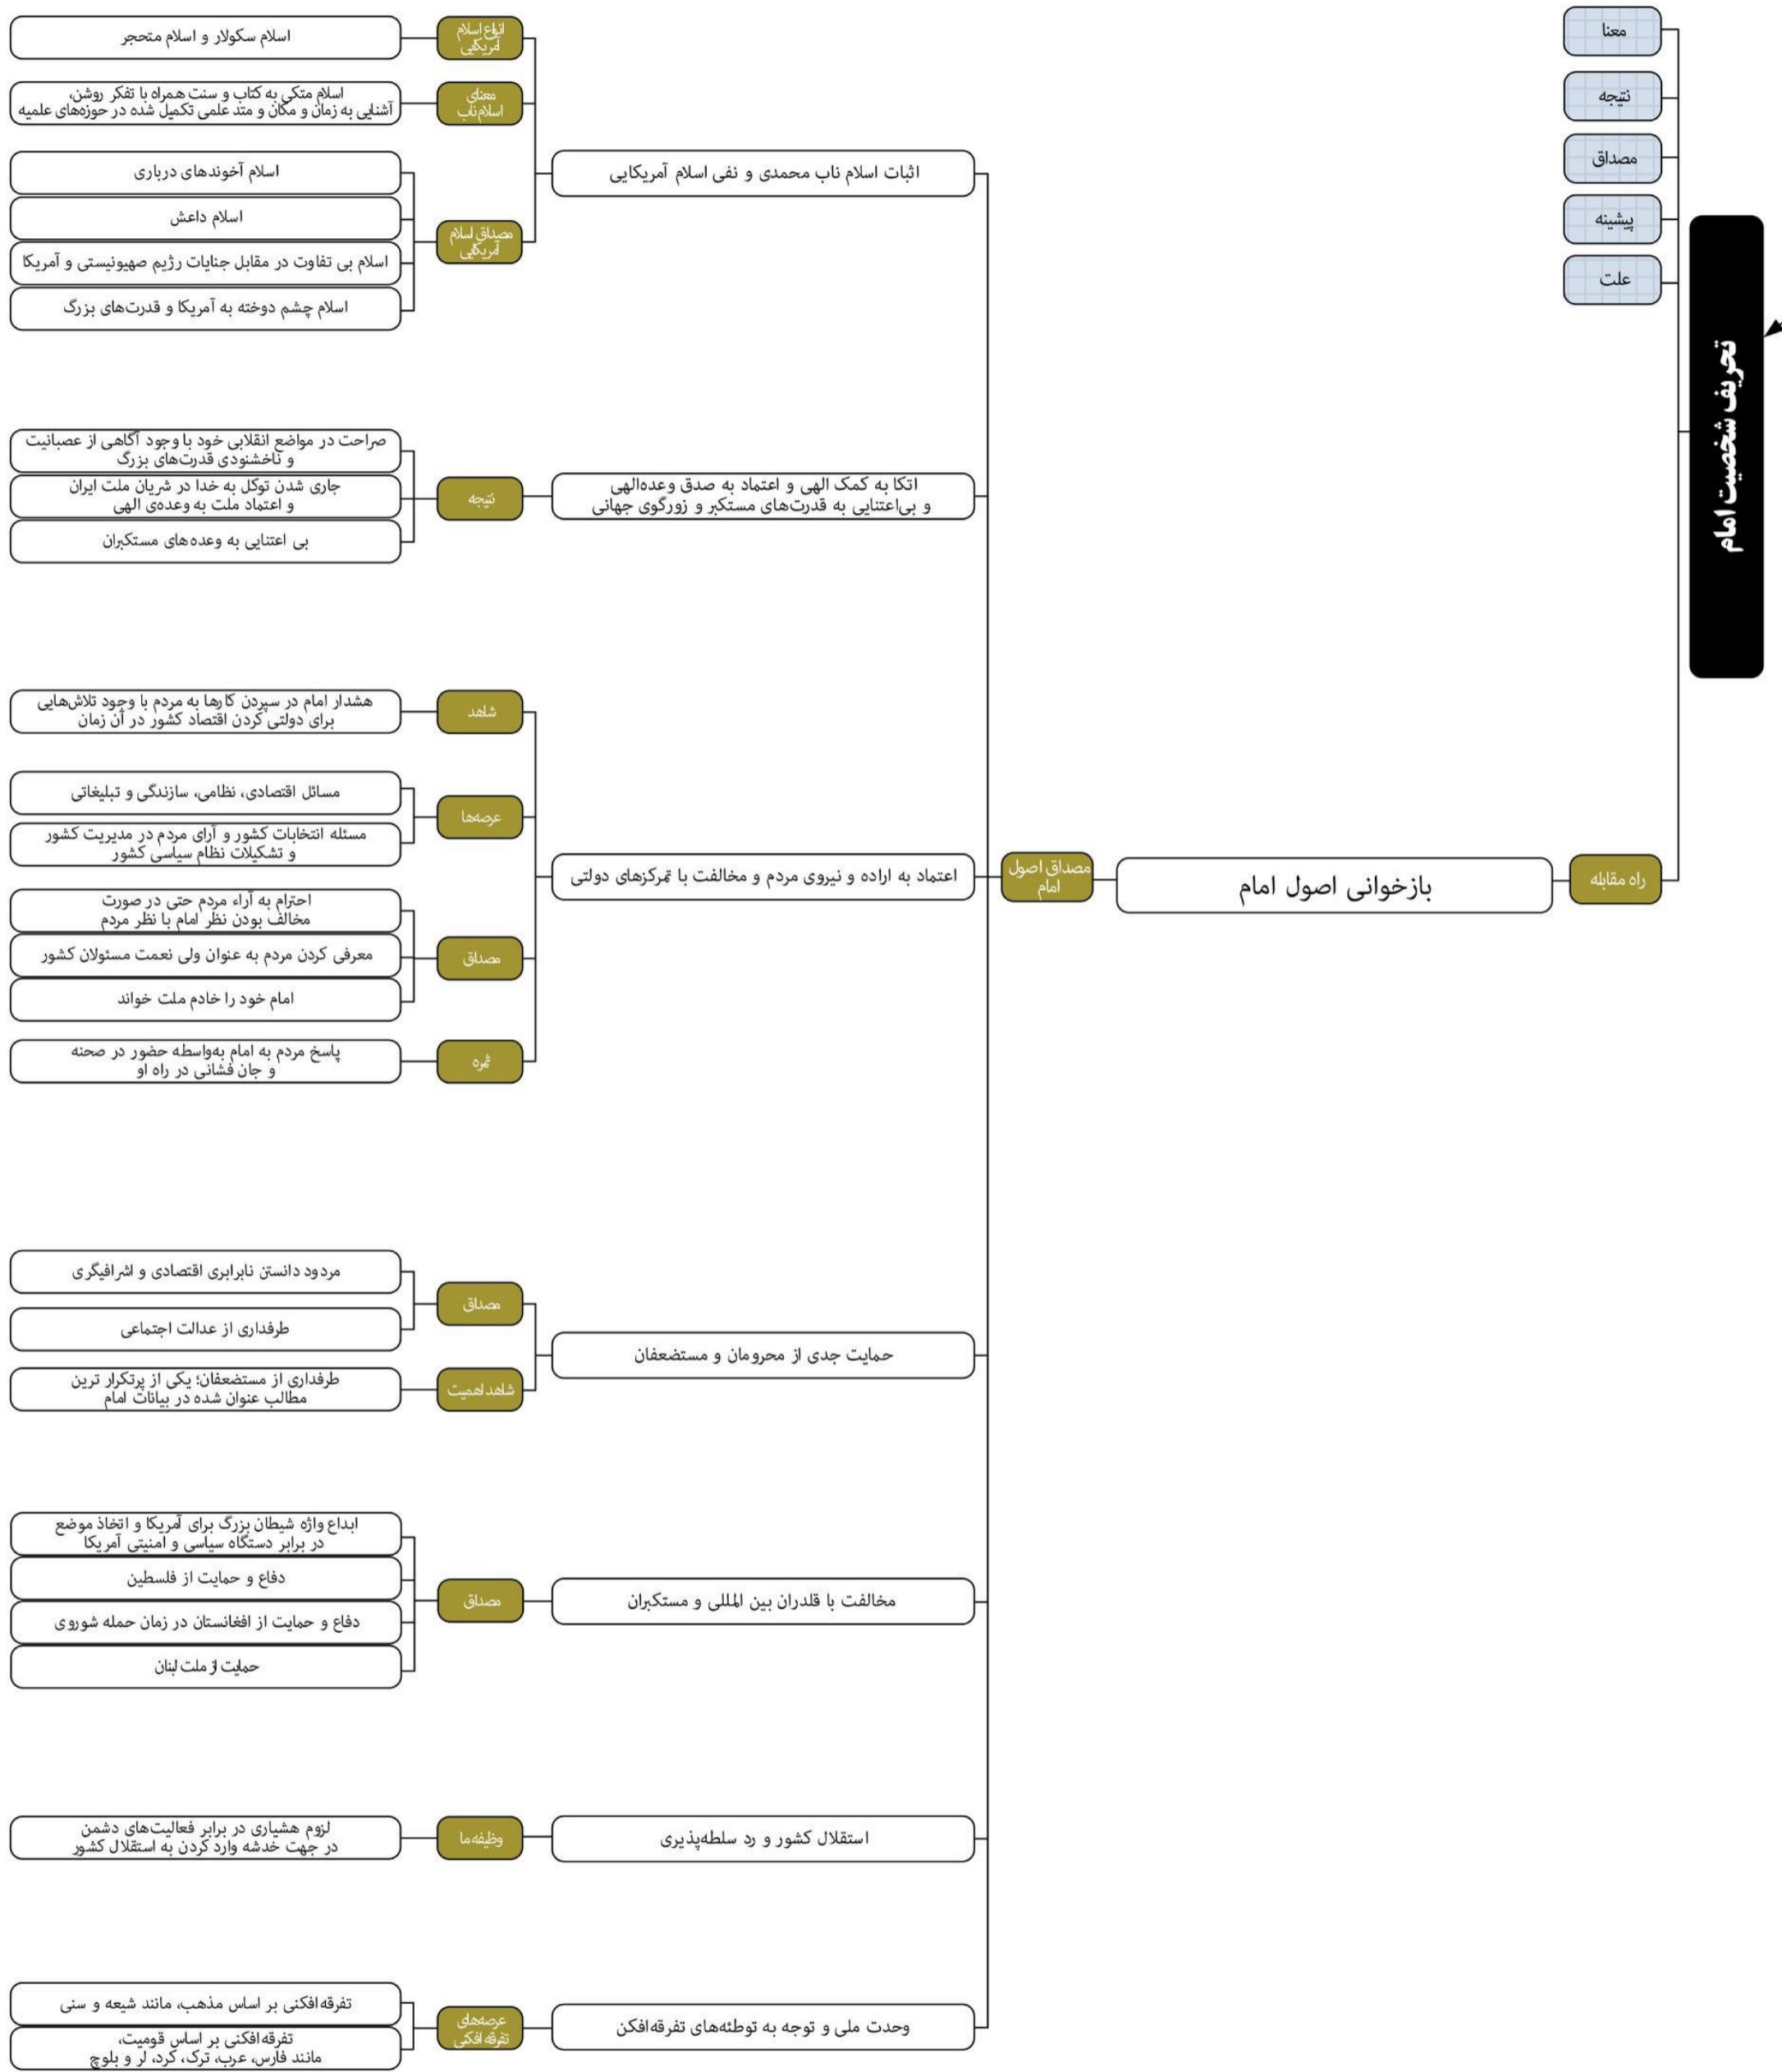 تحریف شخصیت امام
معنا
نتیجه
مصداق
پیشینه
علت
راه مقابله
بازخوانی اصول امام
مصداق اصول
امام
اثبات اسلام ناب محمدی و نفی اسلام آمریکایی
انواع اسلام
آمریکایی
اسلام سکولار و اسلام متحجر
معنای
اسلام ناب
اسلام متکی به کتاب و سنت همراه با تفکر روشن،
آشنایی به زمان و مکان و متد علمی تکمیل شده در حوزه‌های علمیه
مصداق اسلام
آمریکایی
اسلام آخوندهای درباری
اسلام داعش
اسلام بی تفاوت در مقابل جنایات رژیم صهیونیستی و آمریکا
اسلام چشم دوخته به آمریکا و قدرت‌های بزرگ
اتکا به کمک الهی و اعتماد به صدق وعده‌الهی
و بی‌اعتنایی به قدرت‌های مستکبر و زورگوی جهانی
نتیجه
صراحت در مواضع انقلابی خود با وجود آگاهی از عصبانیت
و ناخشنودی قدرت‌های بزرگ
جاری شدن توکل به خدا در شریان ملت ایران
و اعتماد ملت به وعده‌ی الهی
بی اعتنایی به وعده‌های مستکبران
اعتماد به اراده و نیروی مردم و مخالفت با تمرکزهای دولتی
شاهد
هشدار امام در سپردن کارها به مردم با وجود تلاش‌هایی
برای دولتی کردن اقتصاد کشور در آن زمان
عرصه‌ها
مسائل اقتصادی، نظامی، سازندگی و تبلیغاتی
مسئله انتخابات کشور و آرای مردم در مدیریت کشور
و تشکیلات نظام سیاسی کشور
مصداق
احترام به آراء مردم حتی در صورت
مخالف بودن نظر امام با نظر مردم
معرفی کردن مردم به عنوان ولی نعمت مسئولان کشور
امام خود را خادم ملت خواند
ثمره
پاسخ مردم به امام به‌واسطه حضور در صحنه
و جان فشانی در راه او
حمایت جدی از محرومان و مستضعفان
مصداق
مردود دانستن نابرابری اقتصادی و اشرافیگری
طرفداری از عدالت اجتماعی
شاهد اهمیت
طرفداری از مستضعفان؛ یکی از پرتکرار ترین
مطالب عنوان شده در بیانات امام
مخالفت با قلدران بین المللی و مستکبران
مصداق
ابداع واژه شیطان بزرگ برای آمریکا و اتخاذ موضع
در برابر دستگاه سیاسی و امنیتی آمریکا
دفاع و حمایت از فلسطین
دفاع و حمایت از افغانستان در زمان حمله شوروی
حمایت از ملت لبنان
استقلال کشور و رد سلطه‌پذیری
وظیفه ما
لزوم هشیاری در برابر فعالیت‌های دشمن
در جهت خدشه وارد کردن به استقلال کشور
وحدت ملی و توجه به توطئه‌های تفرقه‌افکن
عرصه‌های
تفرقه افکنی
تفرقه‌افکنی بر اساس مذهب، مانند شیعه و سنی
تفرقه‌افکنی بر اساس قومیت،
مانند فارس، عرب، ترک، کرد، لر و بلوچ